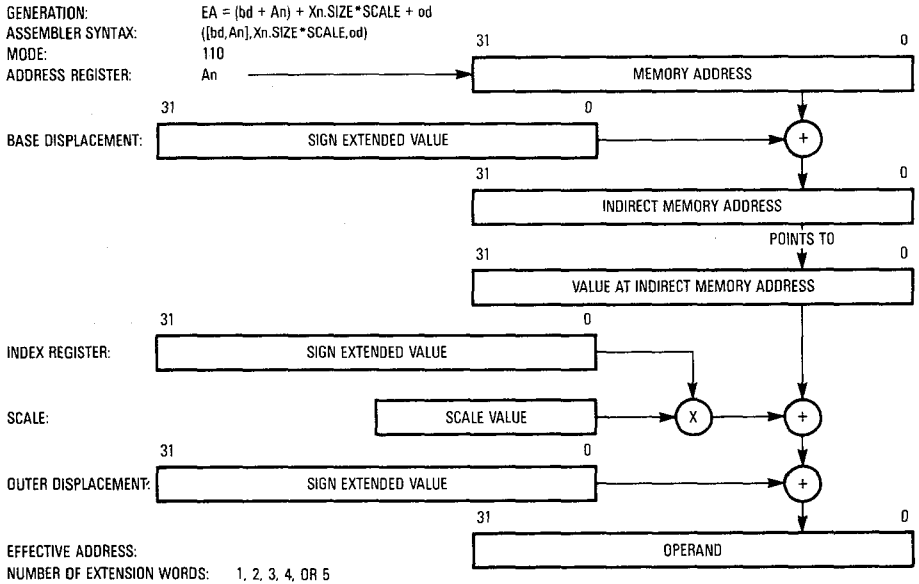 GENERATION: EA = (bd + An) + Xn.SIZE*SCALE + od
ASSEMBLER SYNTAX: ([bd,An],Xn.SIZE*SCALE,od)
MODE: 110
31 0
ADDRESS REGISTER: An MEMORY ADDRESS
31 0
BASE DISPLACEMENT: SIGN EXTENDED VALUE +
31 0
INDIRECT MEMORY ADDRESS
POINTS TO
31 0
VALUE AT INDIRECT MEMORY ADDRESS
31 0
INDEX REGISTER: SIGN EXTENDED VALUE
SCALE: SCALE VALUE X +
31 0
OUTER DISPLACEMENT: SIGN EXTENDED VALUE +
31 0
EFFECTIVE ADDRESS: OPERAND
NUMBER OF EXTENSION WORDS: 1, 2, 3, 4, OR 5